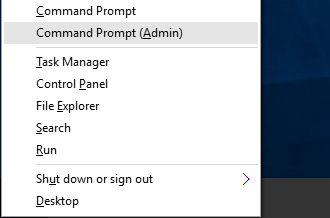 Command Prompt
Command Prompt (Admin)
Task Manager
Control Panel
File Explorer
Search
Run
Shut down or sign out
Desktop